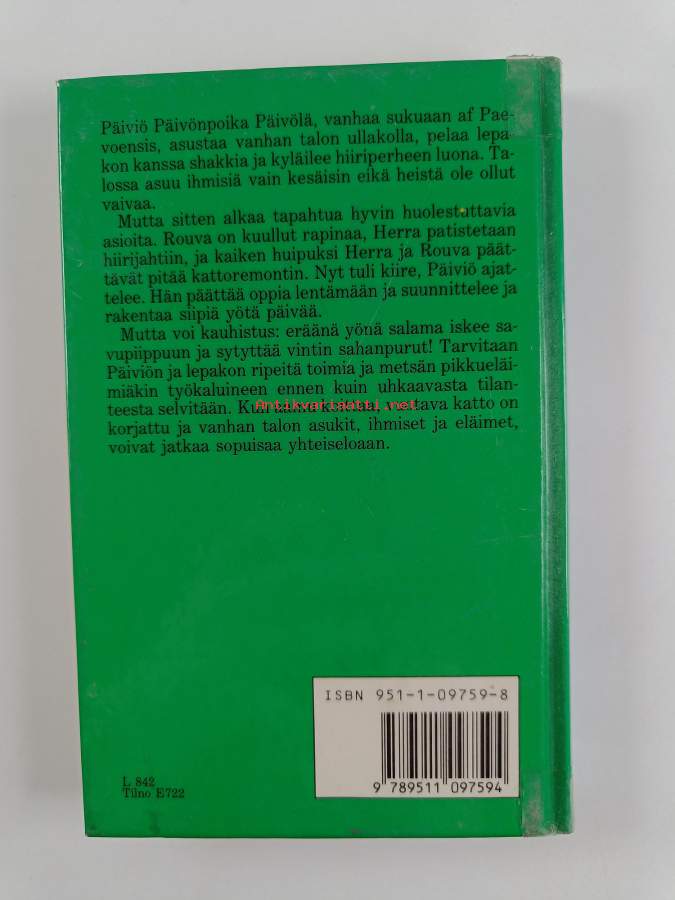 Päiviö Päivönpoika Päivölä, vanhaa sukuaan af Pae-
voensis, asustaa vanhan talon ullakolla, pelaa lepa-
kon kanssa shakkia ja kyläilee hiiriperheen luona. Ta-
lossa asuu ihmisiä vain kesäisin eikä heistä ole ollut
vaivaa.
Mutta sitten alkaa tapahtua hyvin huolestuttavia
asioita. Rouva on kuullut rapinaa, Herra patistetaan
hiirijahtiin, ja kaiken huipuksi Herra ja Rouva päät-
tävät pitää kattoremontin. Nyt tuli kiire, Päiviö ajat-
telee. Hän päättää oppia lentämään ja suunnittelee ja
rakentaa siipiä yötä päivää.
Mutta voi kauhistus: eräänä yönä salama iskee sa-
vupiippuun ja sytyttää vintin sahanpurut! Tarvitaan
Päiviön ja lepakon ripeitä toimia ja metsän pikkueläi-
miäkin työkaluineen ennen kuin uhkaavasta tilan-
teesta selvitään. katto on
Antikvariaatti.net
korjattu ja vanhan talon asukit, ihmiset ja eläimet,
voivat jatkaa sopuisaa yhteiseloaan.
ISBN 951-1-09759-8
9 789511 097594
L 842
Tilno E722